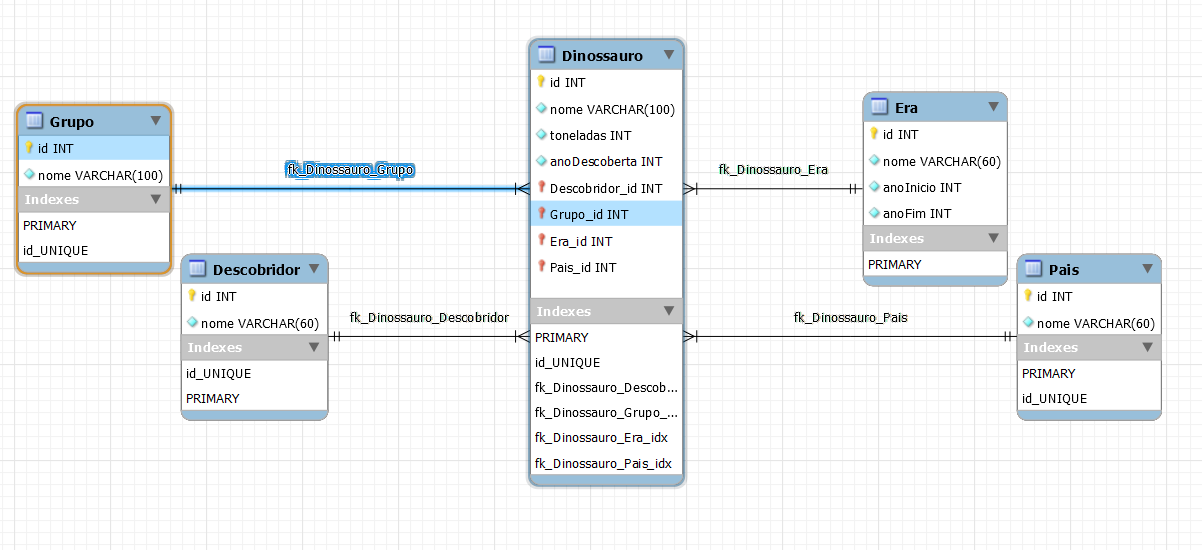 Grupo
id INT
nome VARCHAR(100)
Indexes
PRIMARY
id_UNIQUE
fk_Dinossauro_Grupo
Descobridor
id INT
nome VARCHAR(60)
Indexes
id_UNIQUE
PRIMARY
fk_Dinossauro_Descobridor
Dinossauro
id INT
nome VARCHAR(100)
toneladas INT
anoDescoberta INT
Descobridor_id INT
Grupo_id INT
Era_id INT
Pais_id INT
Indexes
PRIMARY
id_UNIQUE
fk_Dinossauro_Descob...
fk_Dinossauro_Grupo_...
fk_Dinossauro_Era_idx
fk_Dinossauro_Pais_idx
fk_Dinossauro_Era
Era
id INT
nome VARCHAR(60)
anoInicio INT
anoFim INT
Indexes
PRIMARY
fk_Dinossauro_Pais
Pais
id INT
nome VARCHAR(60)
Indexes
PRIMARY
id_UNIQUE